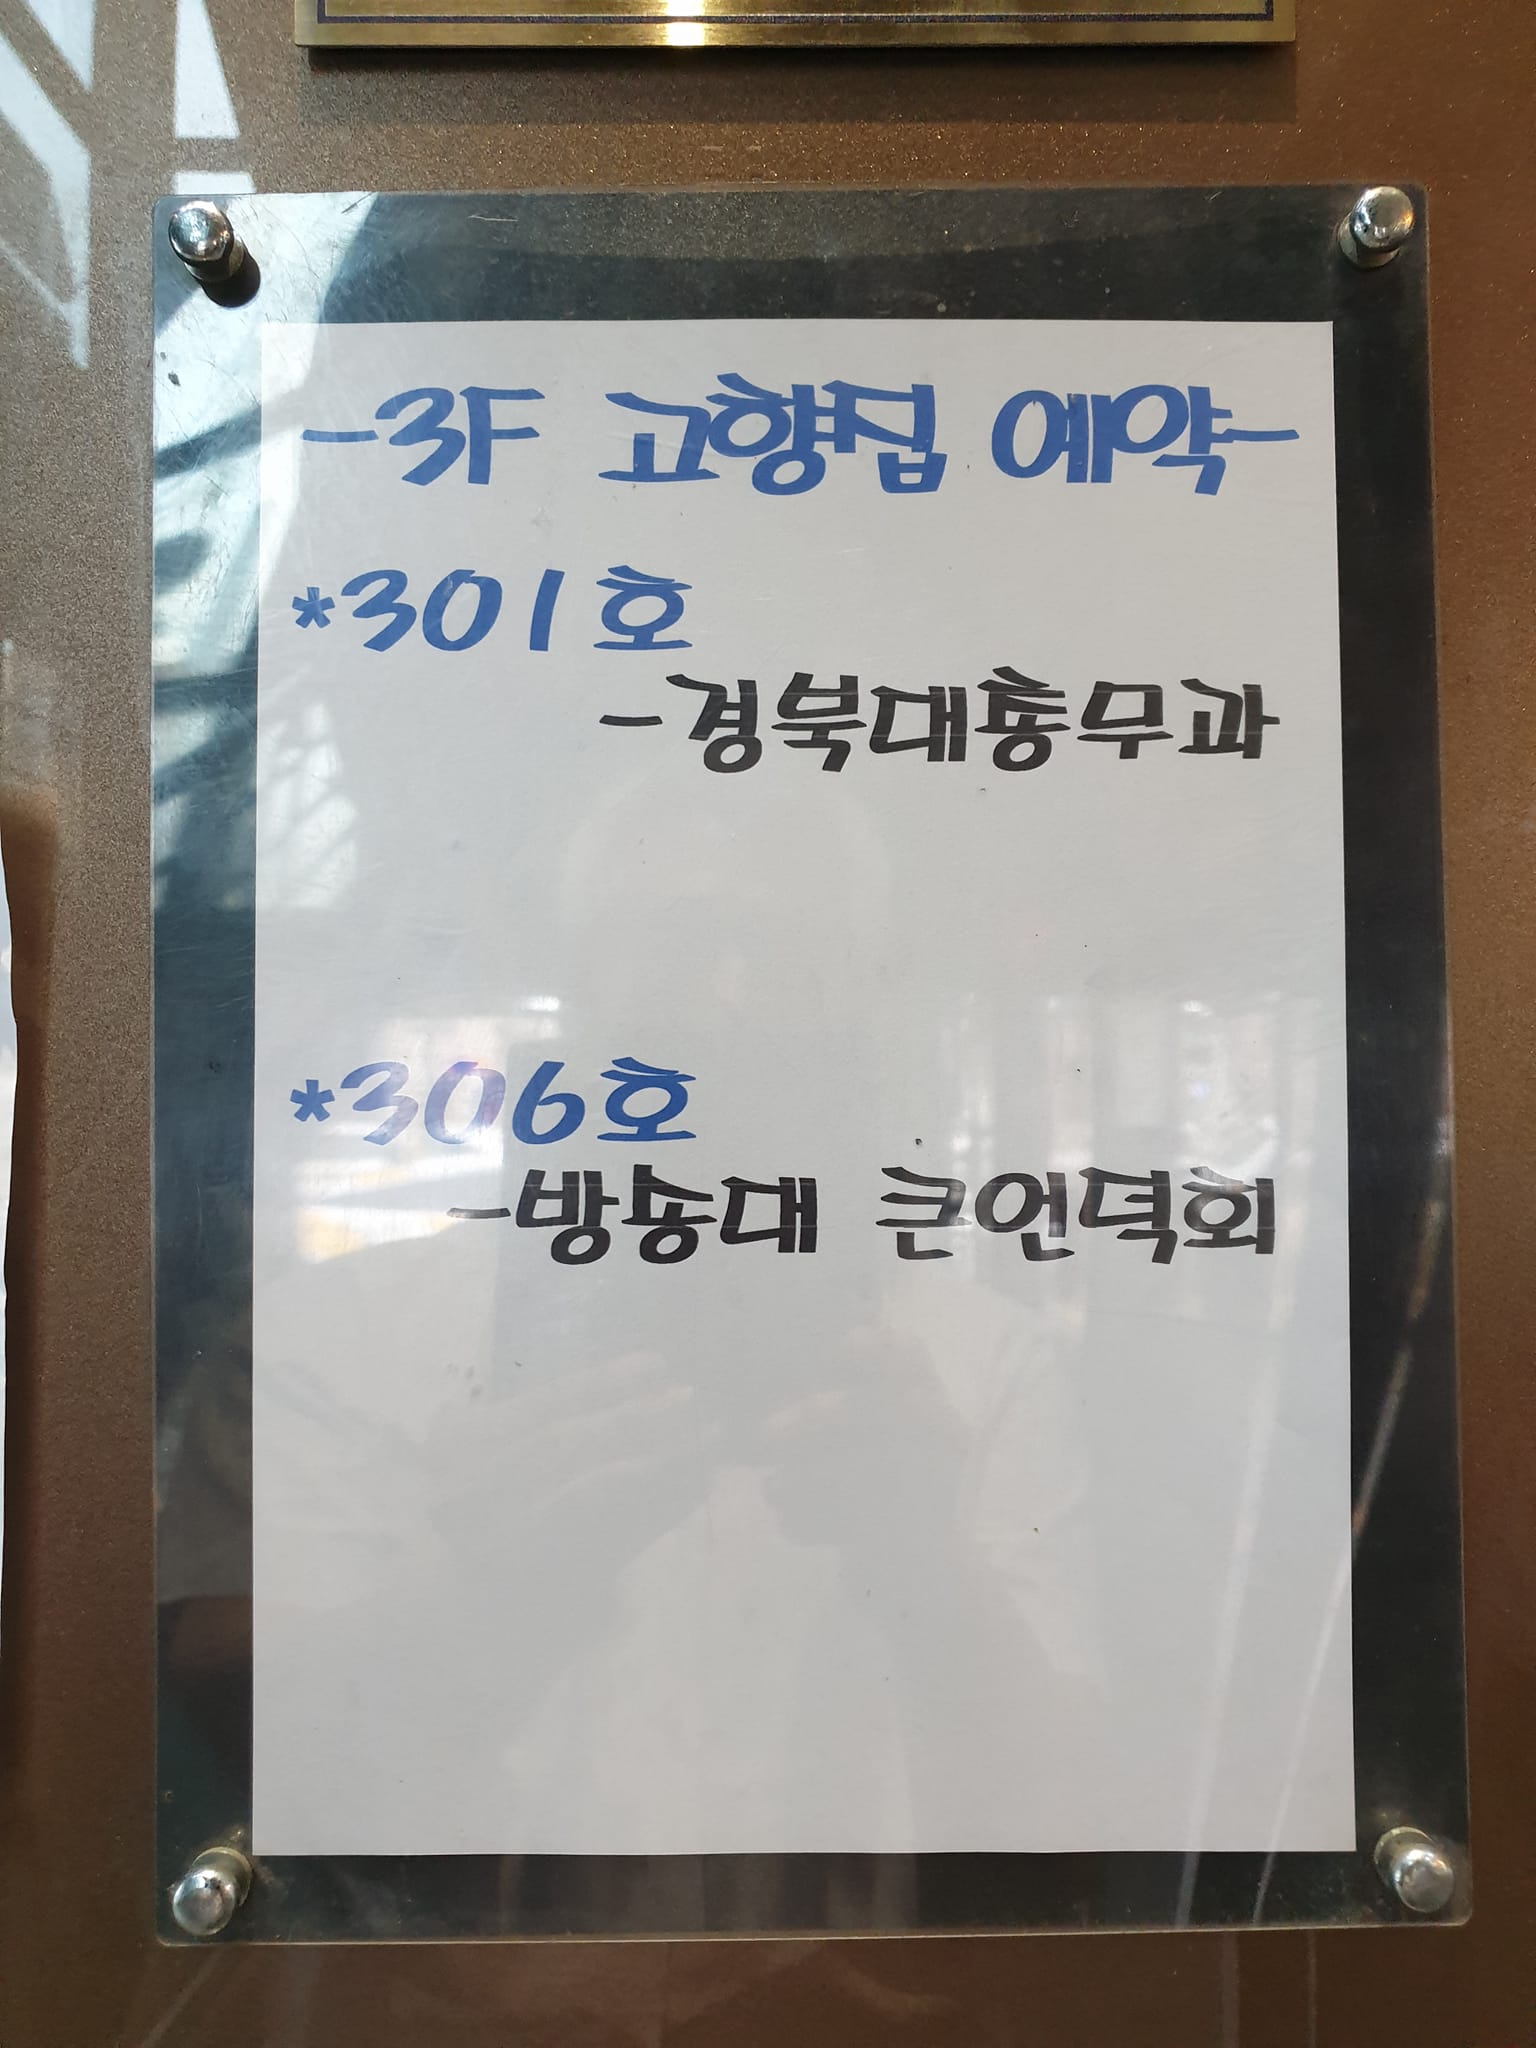 -3F 고향집 예약-
*301호
-경북대총무과
*306호
-방송대 큰언덕회